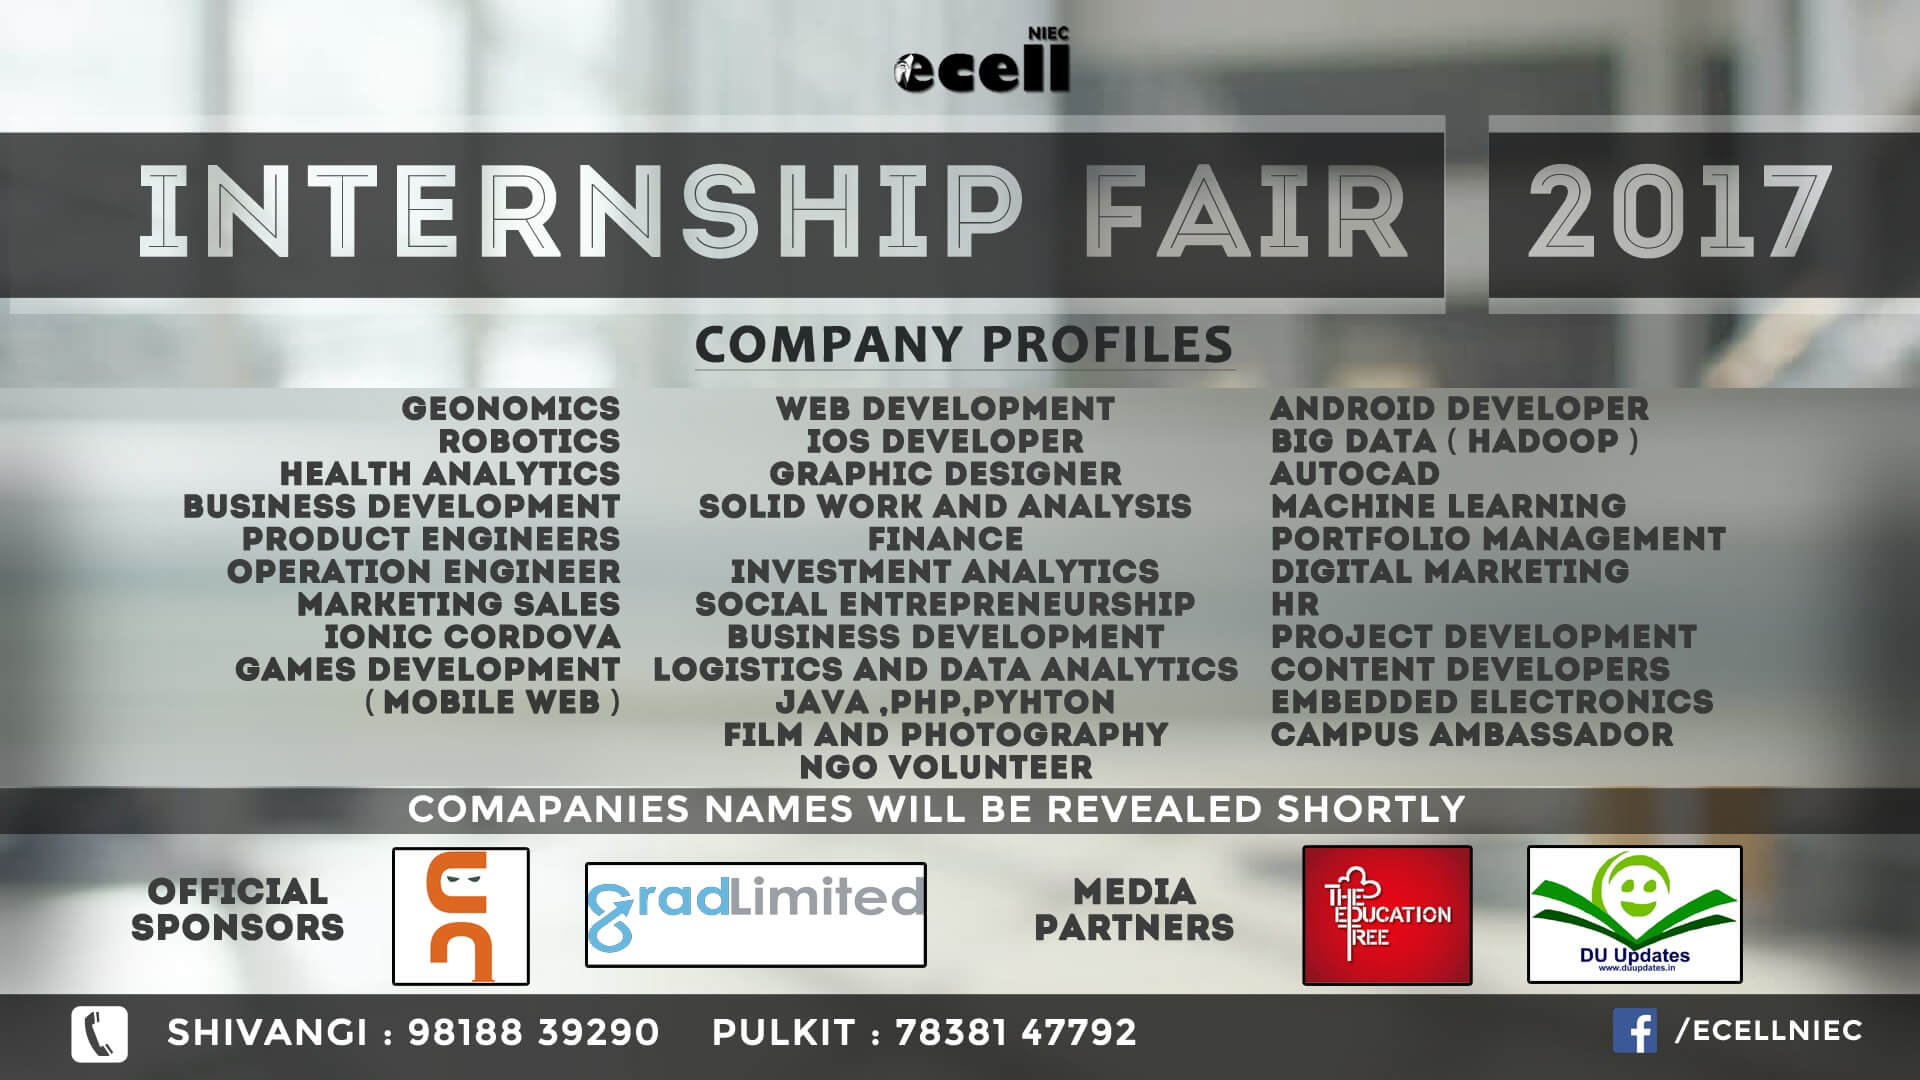 NIEC
ecell
INTERNSHIP FAIR 2017
COMPANY PROFILES
GEONOMICS
ROBOTICS
HEALTH ANALYTICS
BUSINESS DEVELOPMENT
PRODUCT ENGINEERS
OPERATION ENGINEER
MARKETING SALES
IONIC CORDOVA
GAMES DEVELOPMENT
( MOBILE WEB )
WEB DEVELOPMENT
IOS DEVELOPER
GRAPHIC DESIGNER
SOLID WORK AND ANALYSIS
FINANCE
INVESTMENT ANALYTICS
SOCIAL ENTREPRENEURSHIP
BUSINESS DEVELOPMENT
LOGISTICS AND DATA ANALYTICS
JAVA ,PHP,PYHTON
FILM AND PHOTOGRAPHY
NGO VOLUNTEER
ANDROID DEVELOPER
BIG DATA ( HADOOP )
AUTOCAD
MACHINE LEARNING
PORTFOLIO MANAGEMENT
DIGITAL MARKETING
HR
PROJECT DEVELOPMENT
CONTENT DEVELOPERS
EMBEDDED ELECTRONICS
CAMPUS AMBASSADOR
COMAPANIES NAMES WILL BE REVEALED SHORTLY
OFFICIAL
SPONSORS
gradLimited
MEDIA
PARTNERS
THE
EDUCATION
TREE
DU Updates
www.duupdates.in
SHIVANGI : 98188 39290 PULKIT : 78381 47792
f /ECELLNIEC